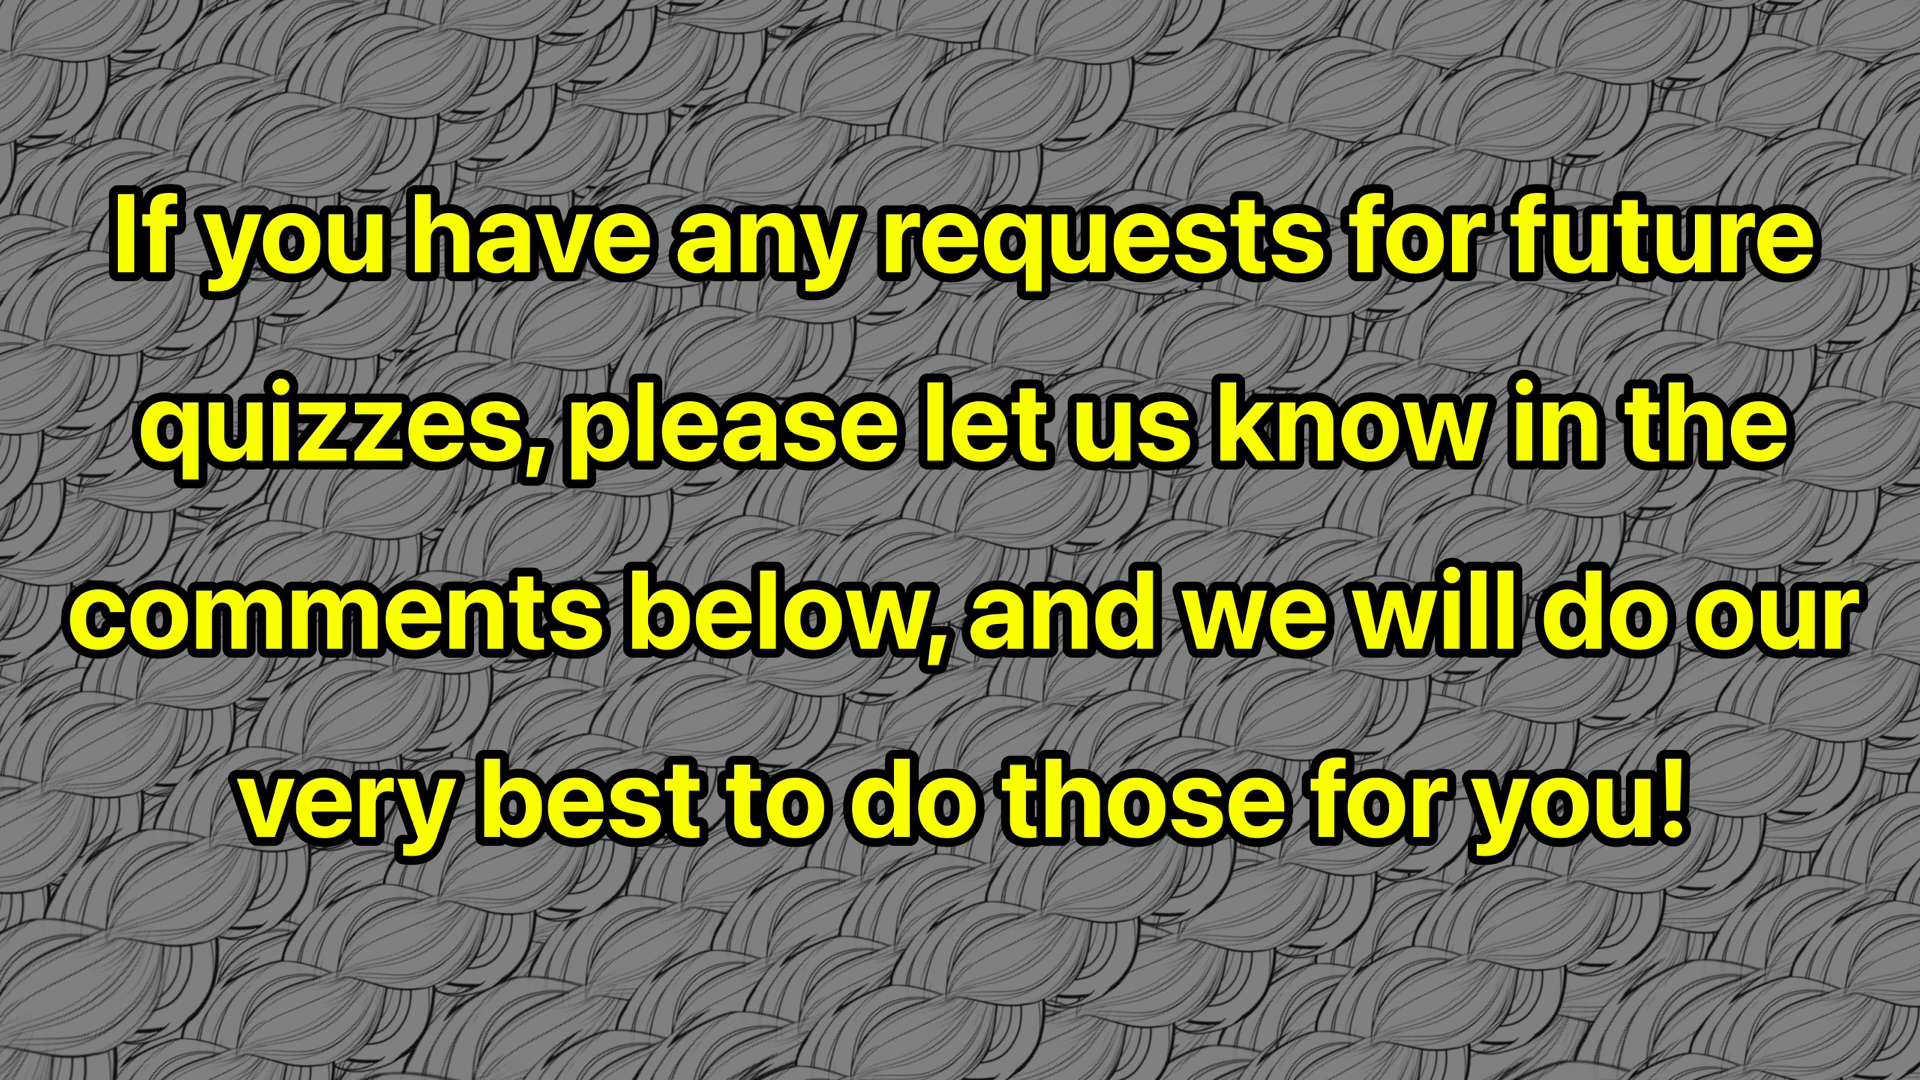 If you have any requests for future
quizzes, please let us know in the
comments below, and we will do our
very best to do those for you!